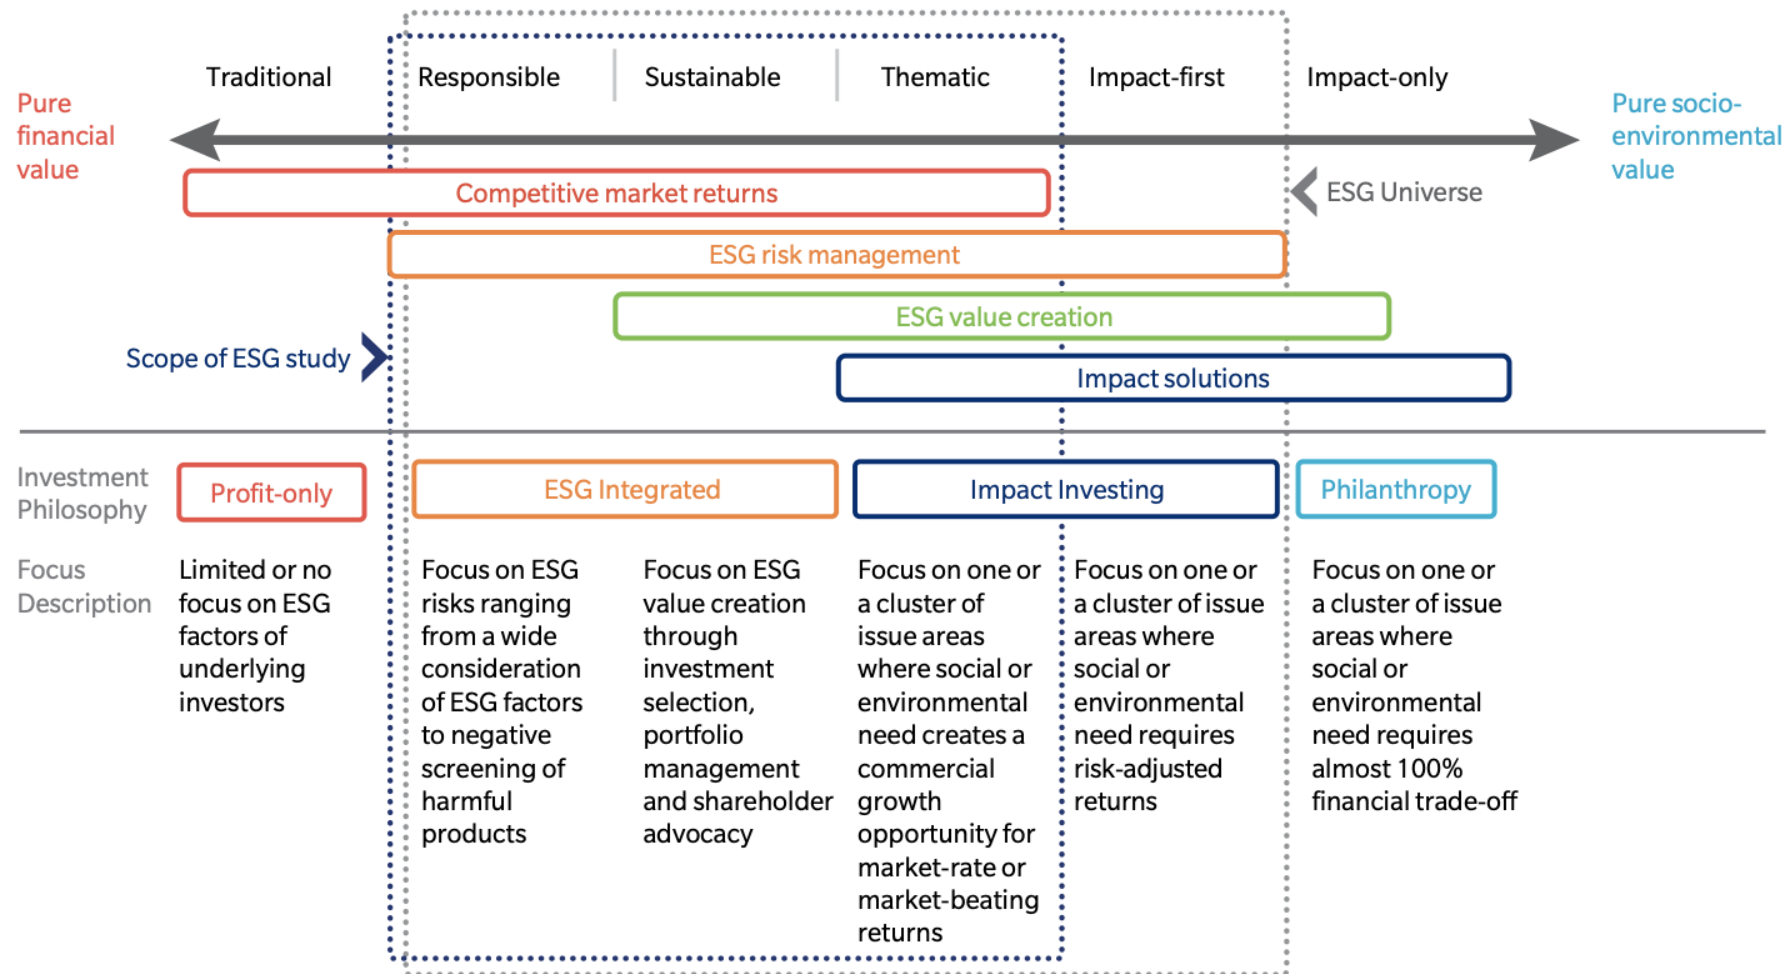 Traditional
Responsible
Sustainable
Thematic
Impact-first
Impact-only
Pure
financial
value
Pure socio-
environmental
value
Competitive market returns
ESG Universe
ESG risk management
ESG value creation
Scope of ESG study
Impact solutions
Investment
Philosophy
Profit-only
ESG Integrated
Impact Investing
Philanthropy
Focus
Description
Limited or no
focus on ESG
factors of
underlying
investors
Focus on ESG
risks ranging
from a wide
consideration
of ESG factors
to negative
screening of
harmful
products
Focus on ESG
value creation
through
investment
selection,
portfolio
management
and shareholder
advocacy
Focus on one or
a cluster of
issue areas
where social or
environmental
need creates a
commercial
growth
opportunity for
market-rate or
market-beating
returns
Focus on one or
a cluster of issue
areas where
social or
environmental
need requires
risk-adjusted
returns
Focus on one or
a cluster of issue
areas where
social or
environmental
need requires
almost 100%
financial trade-off